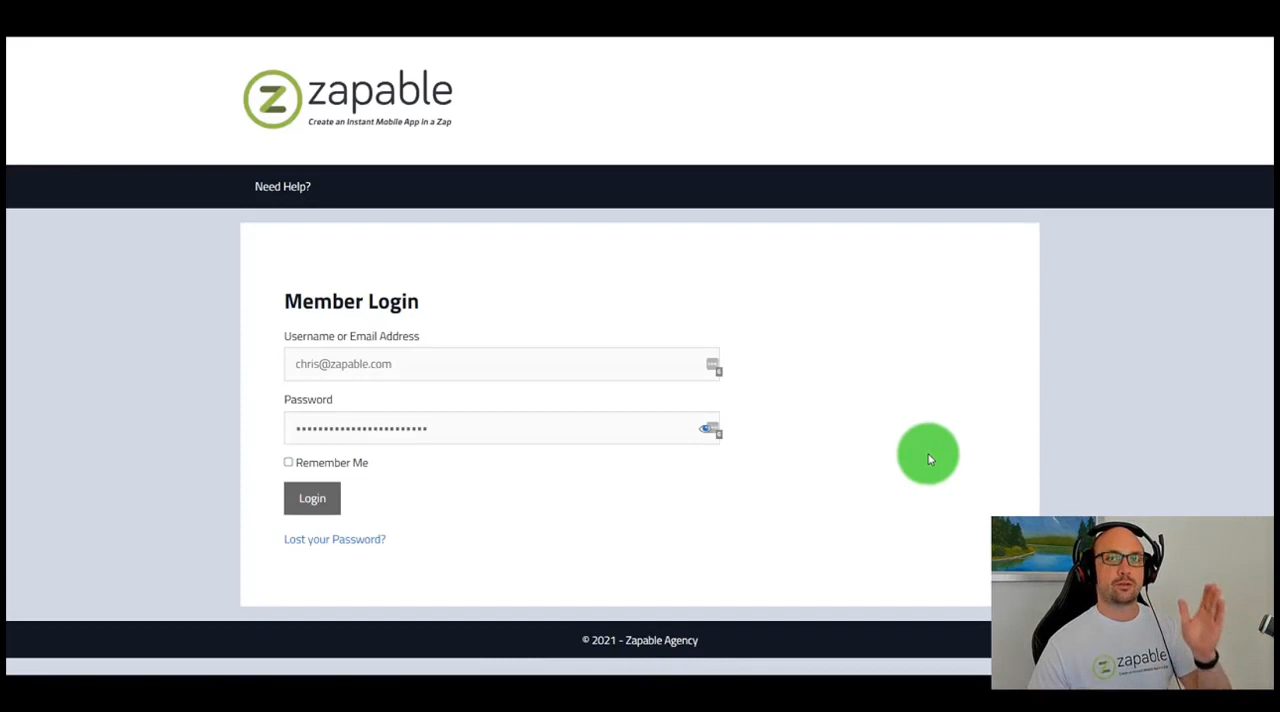 zapable
Create an Instant Mobile App in a Zap
Need Help?
Member Login
Username or Email Address
chris@zapable.com
Password
Remember Me
Login
Lost your Password?
© 2021 - Zapable Agency
zapable